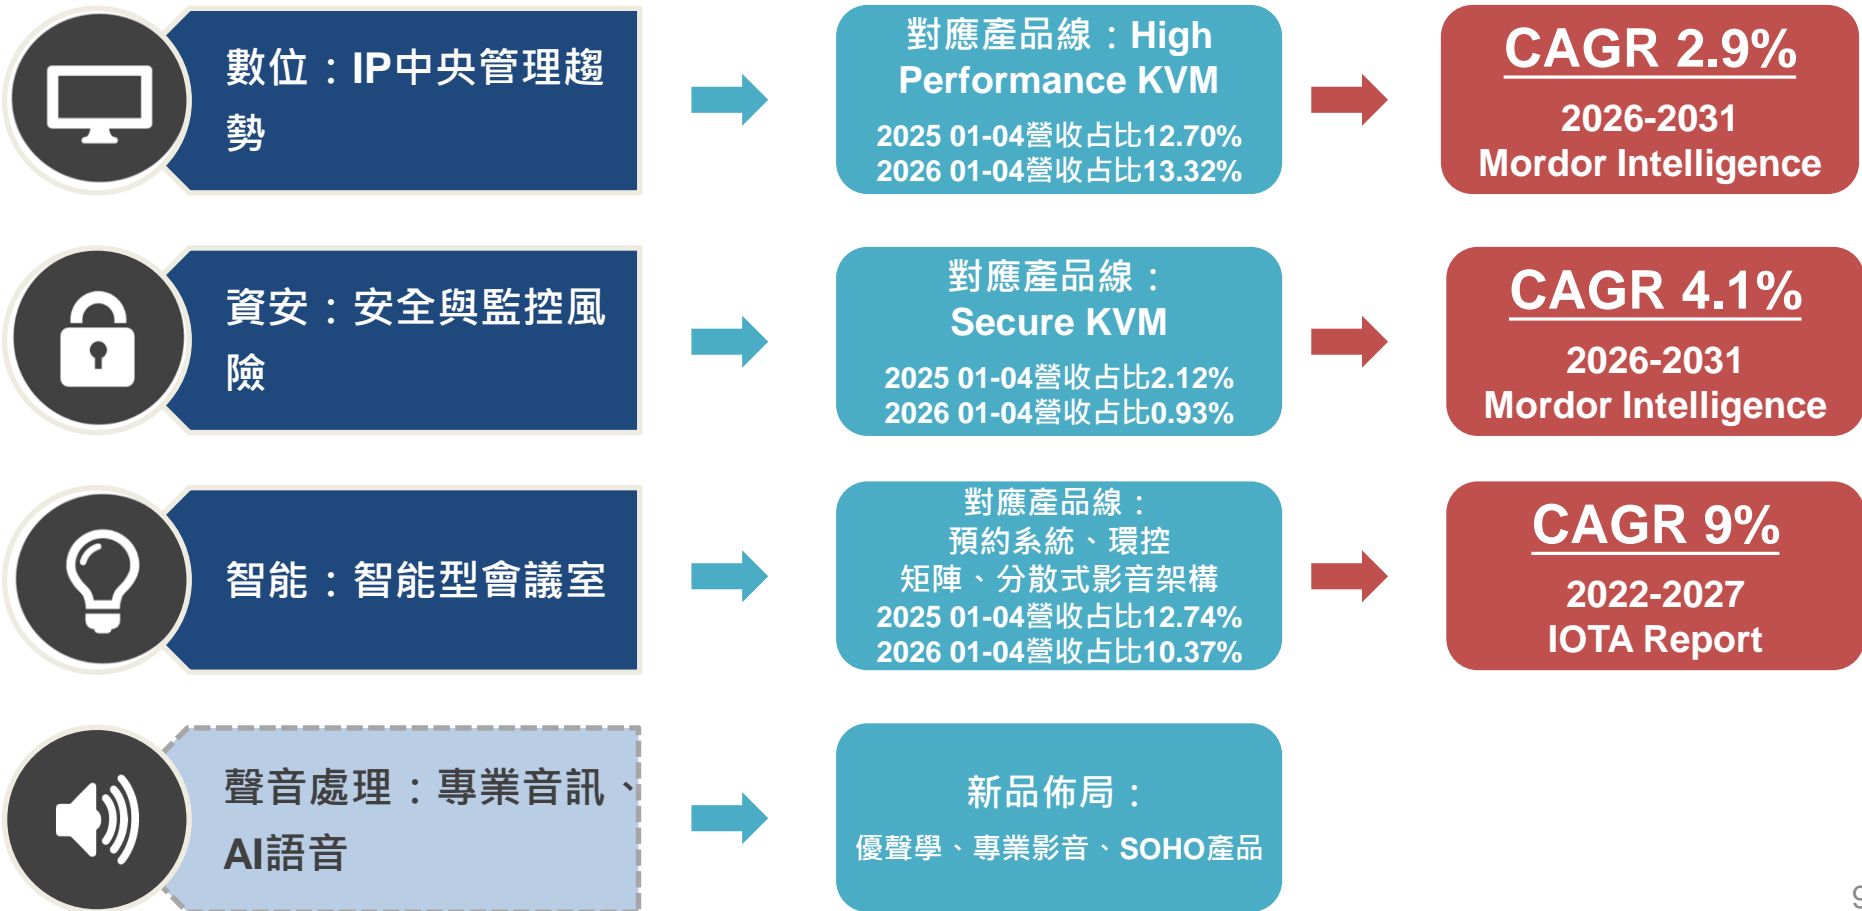 數位：IP中央管理趨
勢
對應產品線：High
Performance KVM
2025 01-04營收占比12.70%
2026 01-04營收占比13.32%
CAGR 2.9%
2026-2031
Mordor Intelligence
資安：安全與監控風
險
對應產品線：
Secure KVM
2025 01-04營收占比2.12%
2026 01-04營收占比0.93%
CAGR 4.1%
2026-2031
Mordor Intelligence
智能：智能型會議室
對應產品線：
預約系統、環控
矩陣、分散式影音架構
2025 01-04營收占比12.74%
2026 01-04營收占比10.37%
CAGR 9%
2022-2027
IOTA Report
聲音處理：專業音訊、
AI語音
新品佈局：
優聲學、專業影音、SOHO產品
9